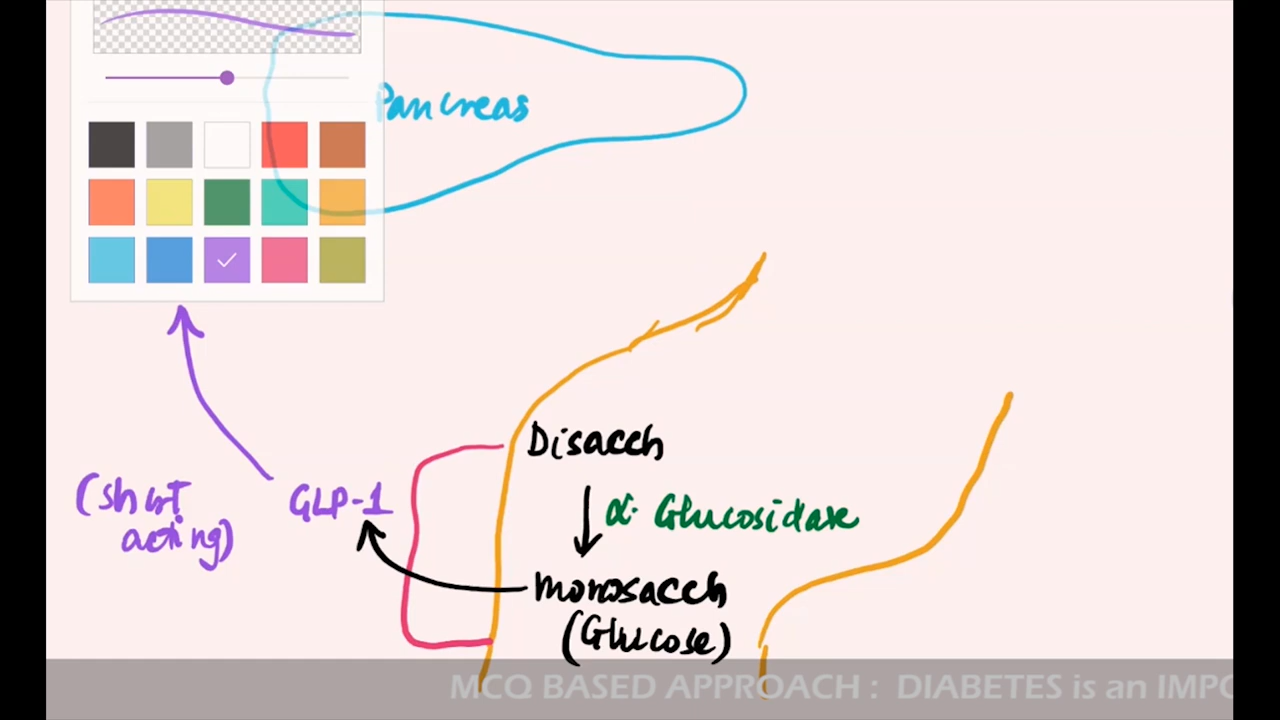 Pancreas
Disacch
α- Glucosidase
GLP-1
(short
acting)
monosacch
(Glucose)
MCQ BASED APPROACH : DIABETES is an IMPO